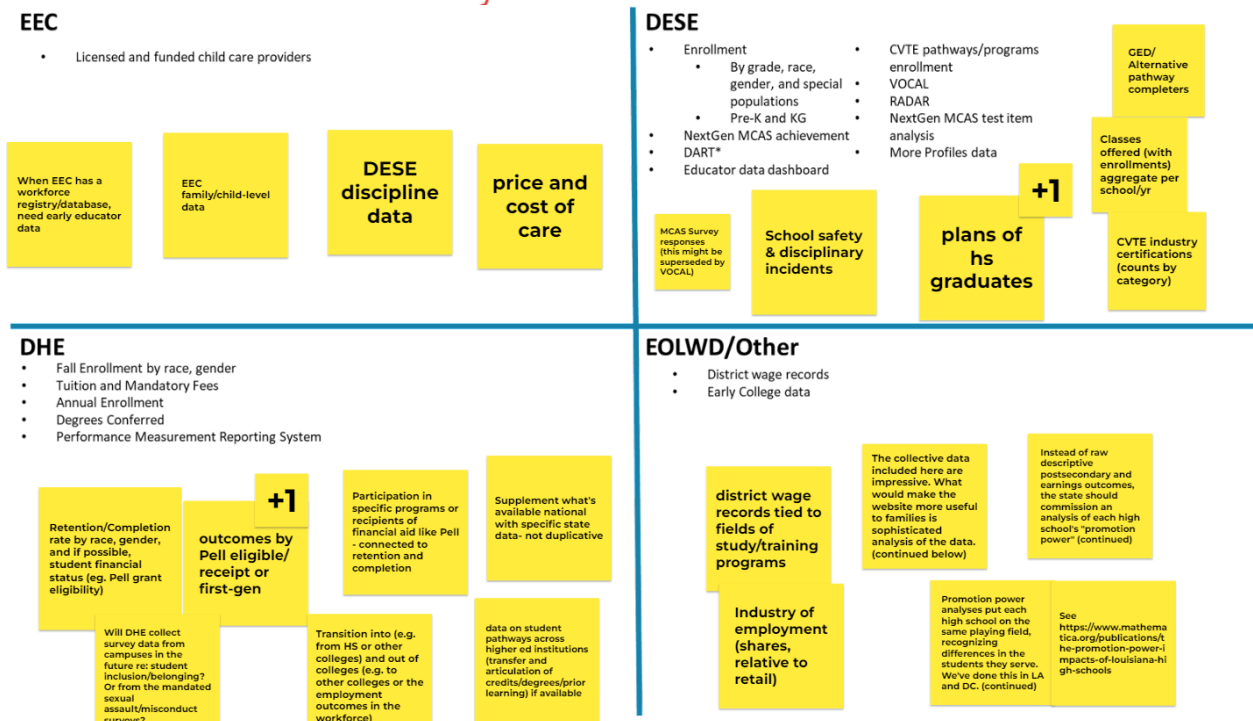 EEC
• Licensed and funded child care providers
When EEC has a
workforce
registry/database,
need early educator
data
EEC
family/child-level
data
DESE
discipline
data
price and
cost of
care
DESE
• Enrollment
• By grade, race,
gender, and special
populations
• Pre-K and KG
• NextGen MCAS achievement
• DART*
• Educator data dashboard
• CVTE pathways/programs
enrollment
• VOCAL
• RADAR
• NextGen MCAS test item
analysis
• More Profiles data
GED/
Alternative
pathway
completers
Classes
offered (with
enrollments)
aggregate per
school/yr
+1
MCAS Survey
responses
(this might be
superseded by
VOCAL)
School safety
& disciplinary
incidents
plans of
hs
graduates
CVTE industry
certifications
(counts by
category)
DHE
• Fall Enrollment by race, gender
• Tuition and Mandatory Fees
• Annual Enrollment
• Degrees Conferred
• Performance Measurement Reporting System
Retention/Completion
rate by race, gender,
and if possible,
student financial
status (eg. Pell grant
eligibility)
+1
outcomes by
Pell eligible/
receipt or
first-gen
Participation in
specific programs or
recipients of
financial aid like Pell
- connected to
retention and
completion
Supplement what's
available national
with specific state
data- not duplicative
Will DHE collect
survey data from
campuses in the
future re: student
inclusion/belonging?
Or from the mandated
sexual
assault/misconduct
surveys?
Transition into (e.g.
from HS or other
colleges) and out of
colleges (e.g. to
other colleges or the
employment
outcomes in the
workforce)
data on student
pathways across
higher ed institutions
(transfer and
articulation of
credits/degrees/prior
learning) if available
EOLWD/Other
• District wage records
• Early College data
district wage
records tied to
fields of
study/training
programs
The collective data
included here are
impressive. What
would make the
website more useful
to families is
sophisticated
analysis of the data.
(continued below)
Instead of raw
descriptive
postsecondary and
earnings outcomes,
the state should
commission an
analysis of each high
school's "promotion
power" (continued)
Industry of
employment
(shares,
relative to
retail)
Promotion power
analyses put each
high school on the
same playing field,
recognizing
differences in the
students they serve.
We've done this in LA
and DC. (continued)
See
https://www.mathema
tica.org/publications/t
he-promotion-power-i
mpacts-of-louisiana-hi
gh-schools